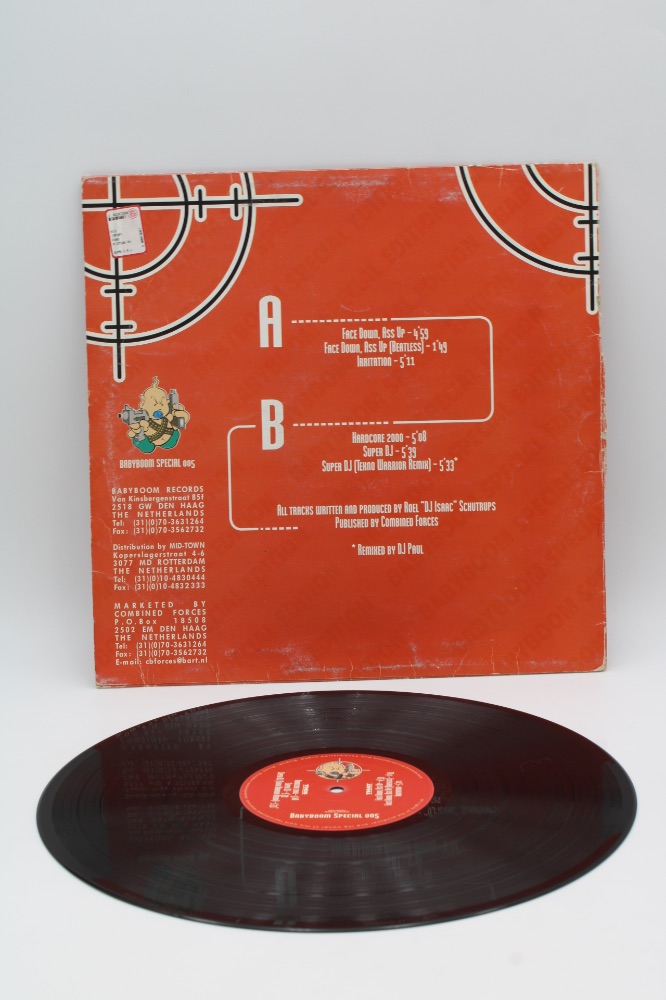 A
Face Down, Ass Up - 4'59
Face Down, Ass Up (Beatless) - 1'49
Irritation - 5'11
B
Hardcore 2000 - 5'08
Super DJ - 5'39
Super DJ (Tekno Warrior Remix) - 5'33*
All tracks written and produced by Roel "DJ Isaac" Schutrups
Published by Combined Forces
* Remixed by DJ Paul
BABYBOOM SPECIAL 005
BABYBOOM RECORDS
Van Kinsbergenstraat 85f
2518 GW DEN HAAG
THE NETHERLANDS
Tel: (31)(0)70-3631264
Fax: (31)(0)70-3562732
Distribution by MID-TOWN
Koperslagerstraat 4-6
3077 MD ROTTERDAM
THE NETHERLANDS
Tel: (31)(0)10-4830444
Fax: (31)(0)10-4832333
MARKETED BY
COMBINED FORCES
P.O.Box 18508
2502 EM DEN HAAG
THE NETHERLANDS
Tel: (31)(0)70-3631264
Fax: (31)(0)70-3562732
E-mail: cbforces@bart.nl
Babyboom Special 005